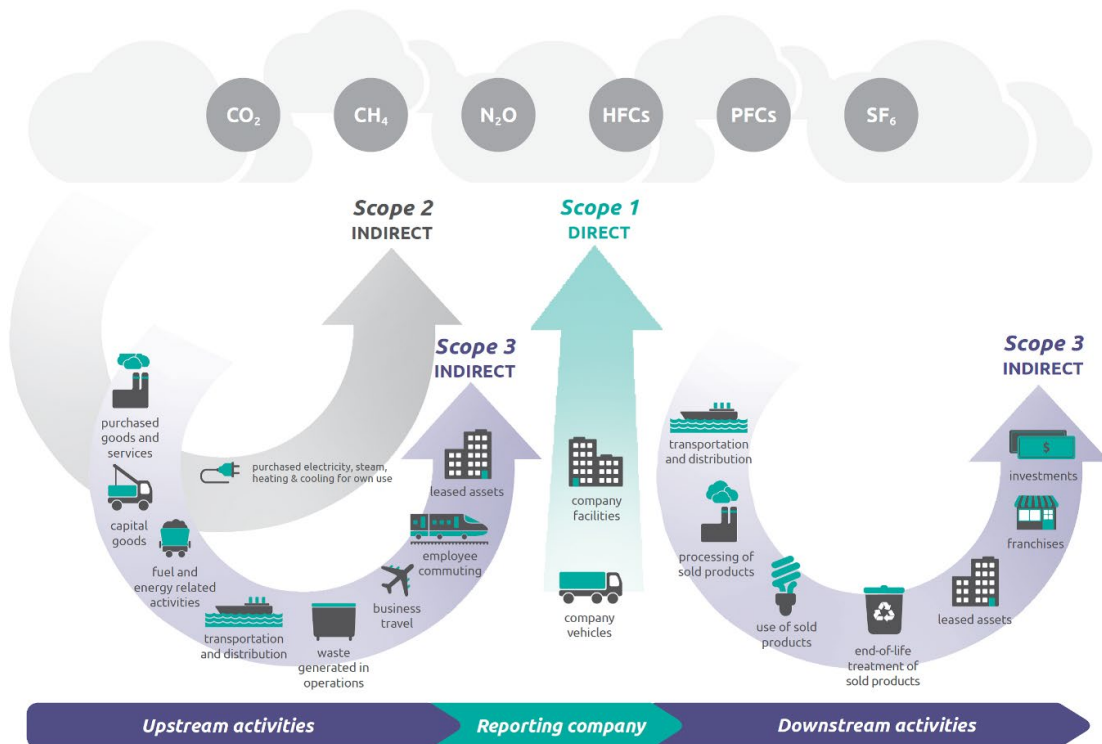 CO₂
CH₄
N₂O
HFCs
PFCs
SF₆
Scope 2
INDIRECT
Scope 1
DIRECT
Scope 3
INDIRECT
Scope 3
INDIRECT
purchased
goods and
services
capital
goods
fuel and
energy related
activities
transportation
and distribution
waste
generated in
operations
business
travel
employee
commuting
leased assets
purchased electricity, steam,
heating & cooling for own use
company
facilities
company
vehicles
transportation
and distribution
processing of
sold products
use of sold
products
end-of-life
treatment of
sold products
leased assets
franchises
investments
$
Upstream activities
Reporting company
Downstream activities